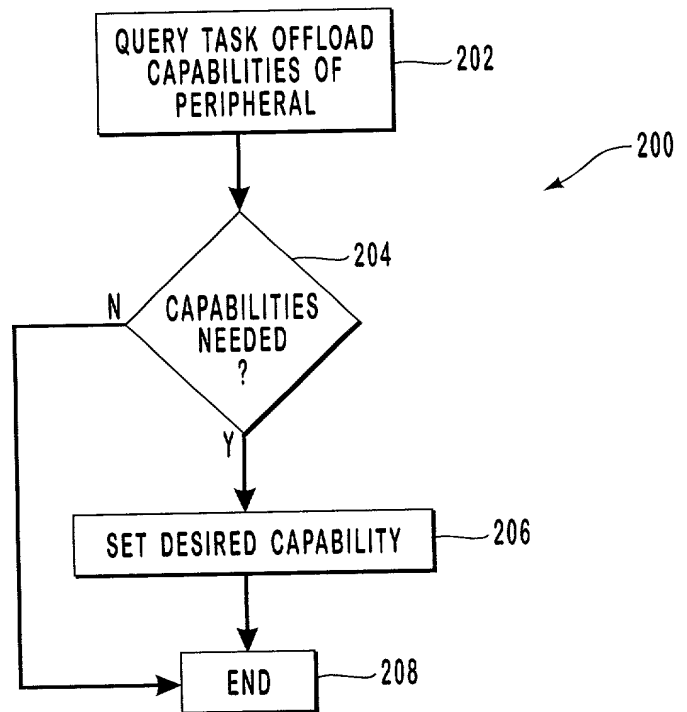 QUERY TASK OFFLOAD
CAPABILITIES OF
PERIPHERAL
202
200
204
N
CAPABILITIES
NEEDED
?
Y
SET DESIRED CAPABILITY
206
END
208